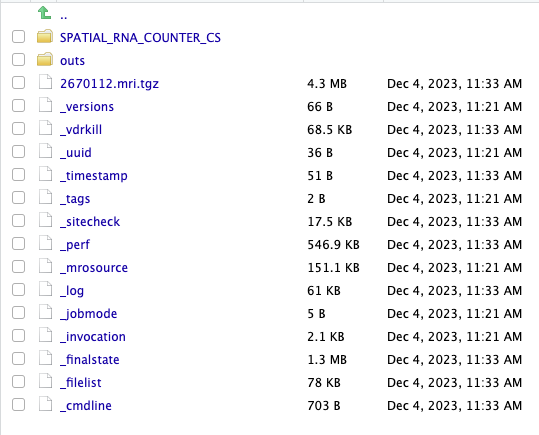 ..
SPATIAL_RNA_COUNTER_CS
outs
2670112.mri.tgz 4.3 MB Dec 4, 2023, 11:33 AM
_versions 66 B Dec 4, 2023, 11:21 AM
_vdrkill 68.5 KB Dec 4, 2023, 11:33 AM
_uuid 36 B Dec 4, 2023, 11:21 AM
_timestamp 51 B Dec 4, 2023, 11:33 AM
_tags 2 B Dec 4, 2023, 11:21 AM
_sitecheck 17.5 KB Dec 4, 2023, 11:33 AM
_perf 546.9 KB Dec 4, 2023, 11:33 AM
_mrosource 151.1 KB Dec 4, 2023, 11:21 AM
_log 61 KB Dec 4, 2023, 11:33 AM
_jobmode 5 B Dec 4, 2023, 11:21 AM
_invocation 2.1 KB Dec 4, 2023, 11:21 AM
_finalstate 1.3 MB Dec 4, 2023, 11:33 AM
_filelist 78 KB Dec 4, 2023, 11:33 AM
_cmdline 703 B Dec 4, 2023, 11:21 AM